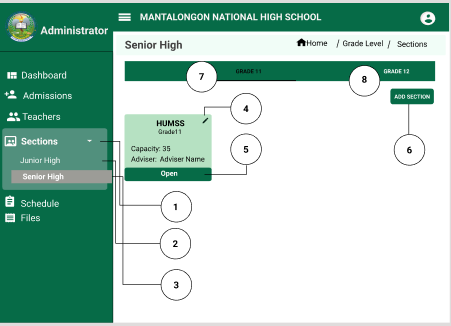 MANTALONGON NATIONAL HIGH SCHOOL
Administrator
Senior High
Home / Grade Level / Sections
7 GRADE 11 8 GRADE 12
Dashboard
ADD SECTION
Admissions
4
Teachers
HUMSS
Grade11
Sections
Capacity: 35
5
6
Junior High
Adviser: Adviser Name
Senior High
Open
Schedule
1
Files
2
3